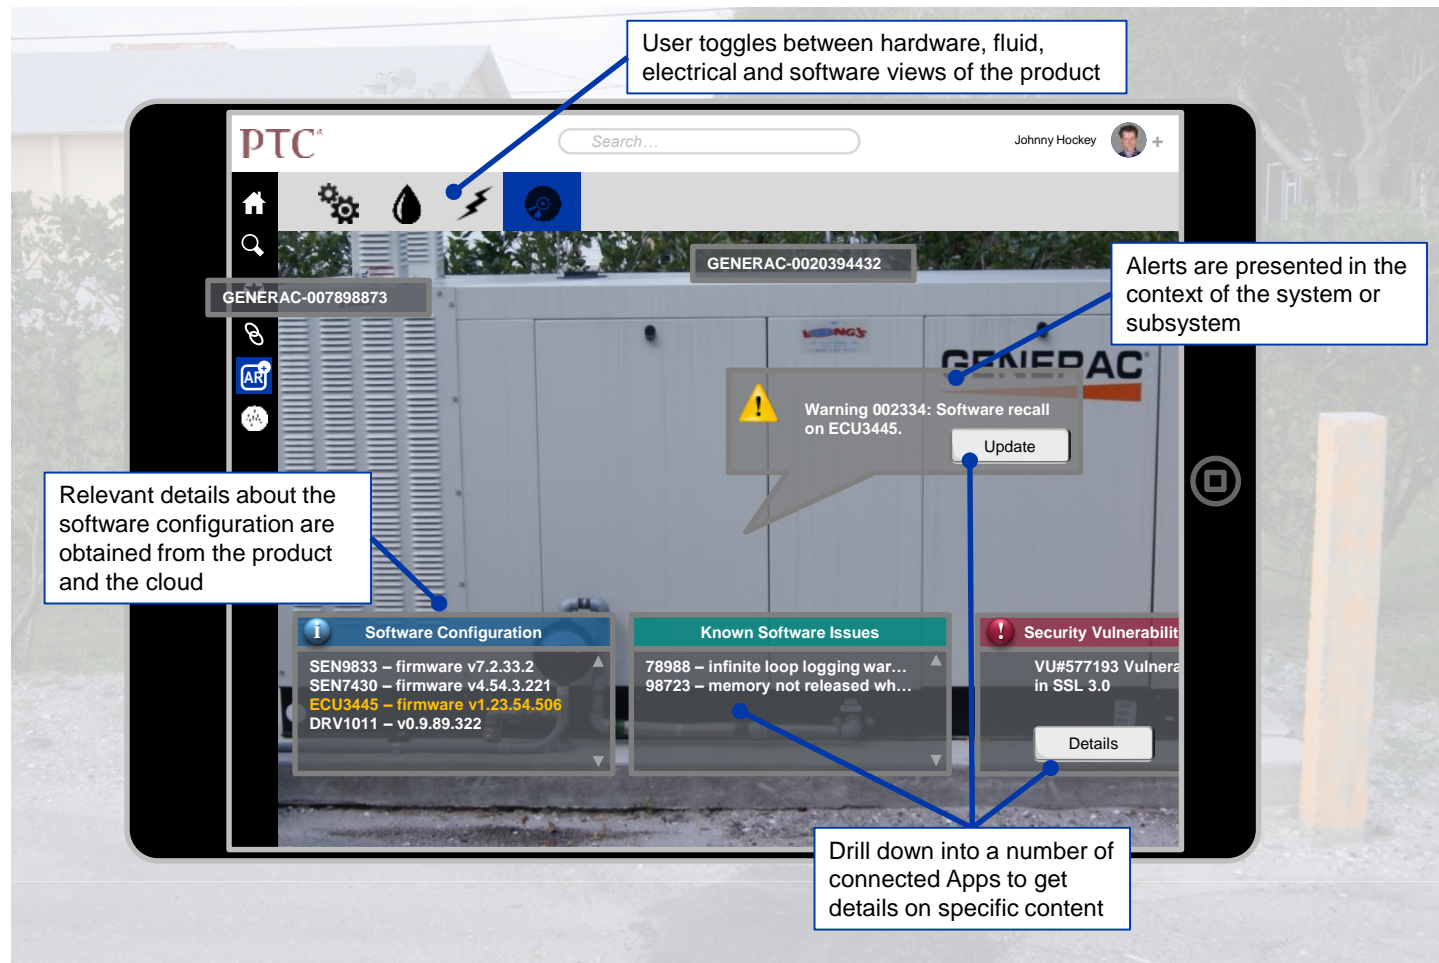 User toggles between hardware, fluid,
electrical and software views of the product
PTC
Search…
Johnny Hockey
GENERAC-0020394432
GENERAC-007898873
Alerts are presented in the
context of the system or
subsystem
AR
GENERAC
Warning 002334: Software recall
on ECU3445.
Update
Relevant details about the
software configuration are
obtained from the product
and the cloud
Software Configuration
SEN9833 – firmware v7.2.33.2
SEN7430 – firmware v4.54.3.221
ECU3445 – firmware v1.23.54.506
DRV1011 – v0.9.89.322
Known Software Issues
78988 – infinite loop logging war…
98723 – memory not released wh…
Security Vulnerabilit
VU#577193 Vulnera
in SSL 3.0
Details
Drill down into a number of
connected Apps to get
details on specific content